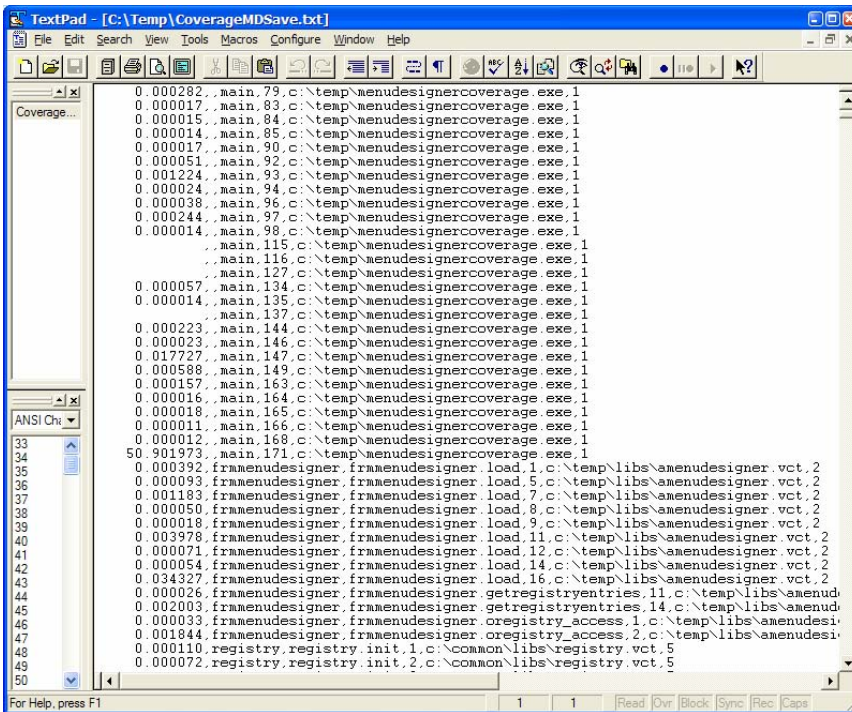 TextPad - [C:\Temp\CoverageMDSave.txt]
File Edit Search View Tools Macros Configure Window Help
Coverage...
0.000282,,main,79,c:\temp\menudesignercoverage.exe,1
0.000017,,main,83,c:\temp\menudesignercoverage.exe,1
0.000015,,main,84,c:\temp\menudesignercoverage.exe,1
0.000014,,main,85,c:\temp\menudesignercoverage.exe,1
0.000017,,main,90,c:\temp\menudesignercoverage.exe,1
0.000051,,main,92,c:\temp\menudesignercoverage.exe,1
0.001224,,main,93,c:\temp\menudesignercoverage.exe,1
0.000024,,main,94,c:\temp\menudesignercoverage.exe,1
0.000038,,main,96,c:\temp\menudesignercoverage.exe,1
0.000244,,main,97,c:\temp\menudesignercoverage.exe,1
0.000014,,main,98,c:\temp\menudesignercoverage.exe,1
,,main,115,c:\temp\menudesignercoverage.exe,1
,,main,116,c:\temp\menudesignercoverage.exe,1
,,main,127,c:\temp\menudesignercoverage.exe,1
0.000057,,main,134,c:\temp\menudesignercoverage.exe,1
0.000014,,main,135,c:\temp\menudesignercoverage.exe,1
,,main,137,c:\temp\menudesignercoverage.exe,1
0.000223,,main,144,c:\temp\menudesignercoverage.exe,1
0.000023,,main,146,c:\temp\menudesignercoverage.exe,1
0.017727,,main,147,c:\temp\menudesignercoverage.exe,1
0.000588,,main,149,c:\temp\menudesignercoverage.exe,1
0.000157,,main,163,c:\temp\menudesignercoverage.exe,1
0.000016,,main,164,c:\temp\menudesignercoverage.exe,1
0.000018,,main,165,c:\temp\menudesignercoverage.exe,1
0.000011,,main,166,c:\temp\menudesignercoverage.exe,1
0.000012,,main,168,c:\temp\menudesignercoverage.exe,1
50.901973,,main,171,c:\temp\menudesignercoverage.exe,1
0.000392,frmmenudesigner,frmmenudesigner.load,1,c:\temp\libs\amenudesigner.vct,2
0.000093,frmmenudesigner,frmmenudesigner.load,5,c:\temp\libs\amenudesigner.vct,2
0.001183,frmmenudesigner,frmmenudesigner.load,7,c:\temp\libs\amenudesigner.vct,2
0.000050,frmmenudesigner,frmmenudesigner.load,8,c:\temp\libs\amenudesigner.vct,2
0.000018,frmmenudesigner,frmmenudesigner.load,9,c:\temp\libs\amenudesigner.vct,2
0.003978,frmmenudesigner,frmmenudesigner.load,11,c:\temp\libs\amenudesigner.vct,2
0.000071,frmmenudesigner,frmmenudesigner.load,12,c:\temp\libs\amenudesigner.vct,2
0.000054,frmmenudesigner,frmmenudesigner.load,14,c:\temp\libs\amenudesigner.vct,2
0.034327,frmmenudesigner,frmmenudesigner.load,16,c:\temp\libs\amenudesigner.vct,2
0.000026,frmmenudesigner,frmmenudesigner.getregistryentries,11,c:\temp\libs\amenud
0.002003,frmmenudesigner,frmmenudesigner.getregistryentries,14,c:\temp\libs\amenud
0.000033,frmmenudesigner,frmmenudesigner.oregistry_access,1,c:\temp\libs\amenudesi
0.001844,frmmenudesigner,frmmenudesigner.oregistry_access,2,c:\temp\libs\amenudesi
0.000110,registry,registry.init,1,c:\common\libs\registry.vct,5
0.000072,registry,registry.init,2,c:\common\libs\registry.vct,5
ANSI Cha
33
34
35
36
37
38
39
40
41
42
43
44
45
46
47
48
49
50
For Help, press F1
1 1 Read Ovr Block Sync Rec Caps